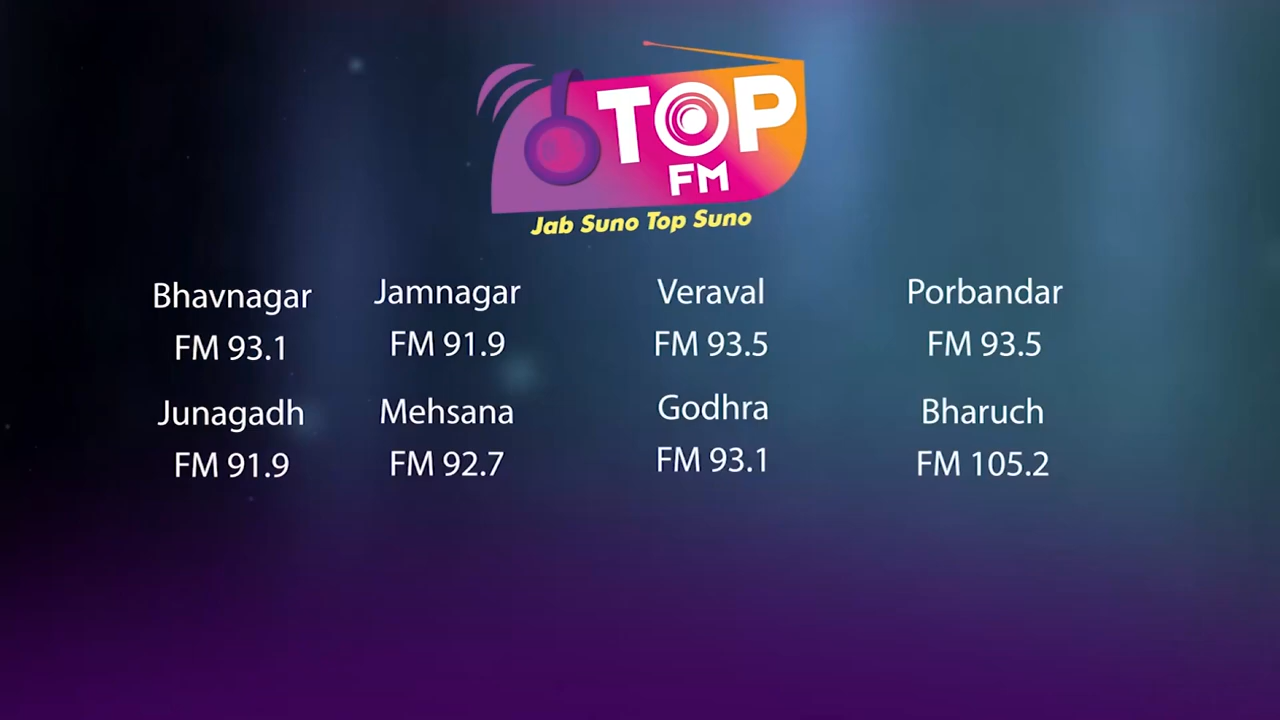 TOP
FM
Jab Suno Top Suno
Bhavnagar
FM 93.1
Jamnagar
FM 91.9
Veraval
FM 93.5
Porbandar
FM 93.5
Junagadh
FM 91.9
Mehsana
FM 92.7
Godhra
FM 93.1
Bharuch
FM 105.2